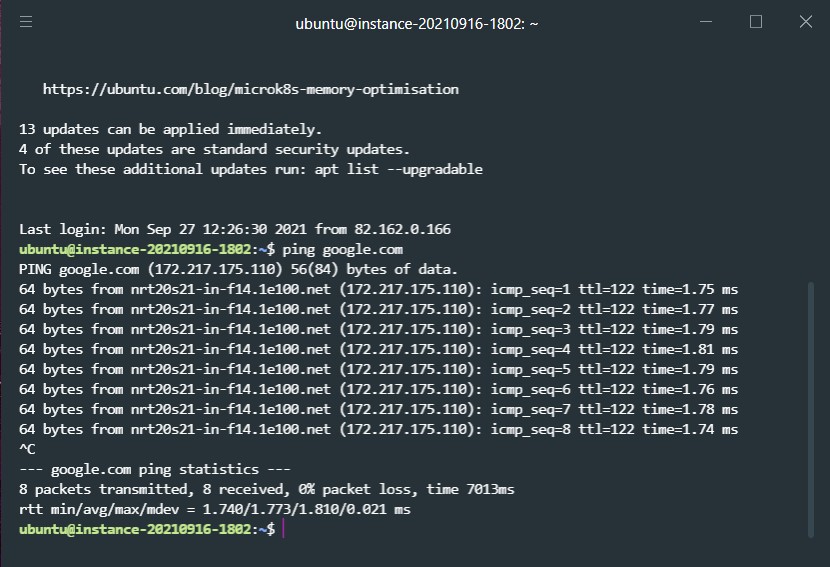 ubuntu@instance-20210916-1802: ~
https://ubuntu.com/blog/microk8s-memory-optimisation
13 updates can be applied immediately.
4 of these updates are standard security updates.
To see these additional updates run: apt list --upgradable
Last login: Mon Sep 27 12:26:30 2021 from 82.162.0.166
ubuntu@instance-20210916-1802:~$ ping google.com
PING google.com (172.217.175.110) 56(84) bytes of data.
64 bytes from nrt20s21-in-f14.1e100.net (172.217.175.110): icmp_seq=1 ttl=122 time=1.75 ms
64 bytes from nrt20s21-in-f14.1e100.net (172.217.175.110): icmp_seq=2 ttl=122 time=1.77 ms
64 bytes from nrt20s21-in-f14.1e100.net (172.217.175.110): icmp_seq=3 ttl=122 time=1.79 ms
64 bytes from nrt20s21-in-f14.1e100.net (172.217.175.110): icmp_seq=4 ttl=122 time=1.81 ms
64 bytes from nrt20s21-in-f14.1e100.net (172.217.175.110): icmp_seq=5 ttl=122 time=1.79 ms
64 bytes from nrt20s21-in-f14.1e100.net (172.217.175.110): icmp_seq=6 ttl=122 time=1.76 ms
64 bytes from nrt20s21-in-f14.1e100.net (172.217.175.110): icmp_seq=7 ttl=122 time=1.78 ms
64 bytes from nrt20s21-in-f14.1e100.net (172.217.175.110): icmp_seq=8 ttl=122 time=1.74 ms
^C
--- google.com ping statistics ---
8 packets transmitted, 8 received, 0% packet loss, time 7013ms
rtt min/avg/max/mdev = 1.740/1.773/1.810/0.021 ms
ubuntu@instance-20210916-1802:~$